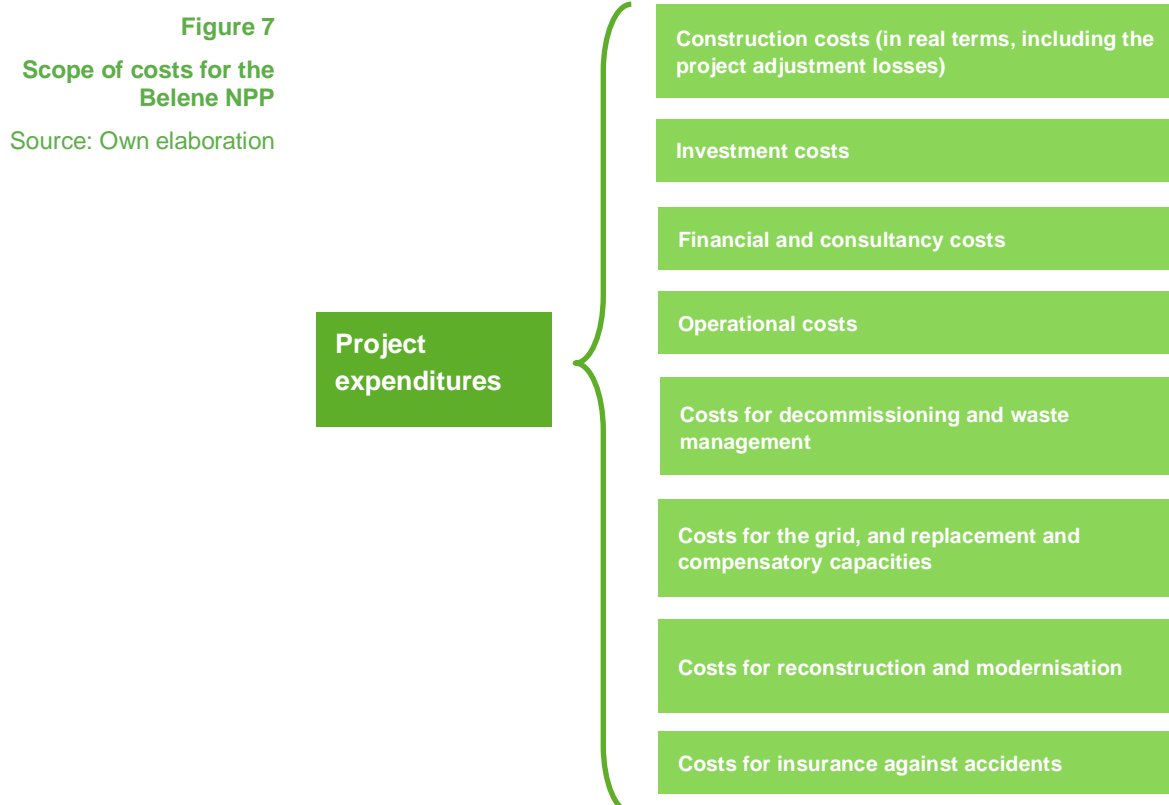 Figure 7
Scope of costs for the
Belene NPP
Source: Own elaboration
Project
expenditures
Construction costs (in real terms, including the
project adjustment losses)
Investment costs
Financial and consultancy costs
Operational costs
Costs for decommissioning and waste
management
Costs for the grid, and replacement and
compensatory capacities
Costs for reconstruction and modernisation
Costs for insurance against accidents